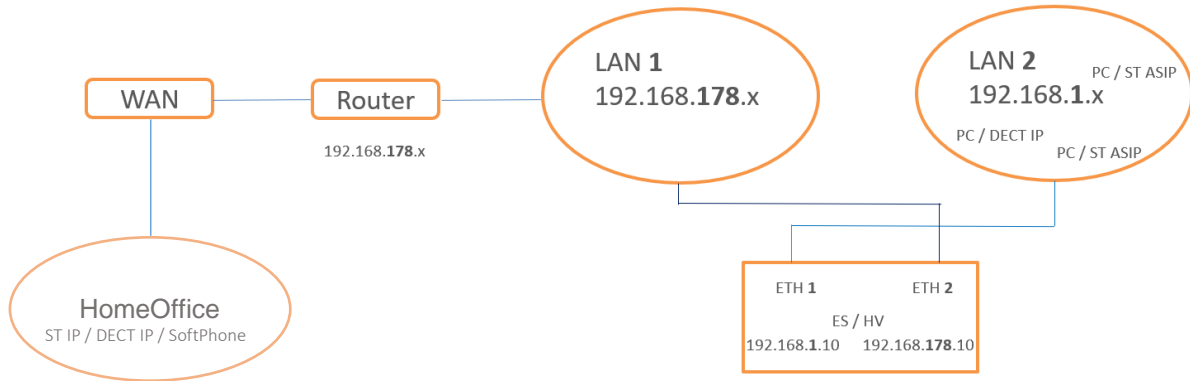 WAN
Router
192.168.178.x
LAN 1
192.168.178.x
LAN 2
192.168.1.x
PC / ST ASIP
PC / DECT IP
PC / ST ASIP
HomeOffice
ST IP / DECT IP / SoftPhone
ETH 1 ETH 2
ES / HV
192.168.1.10 192.168.178.10